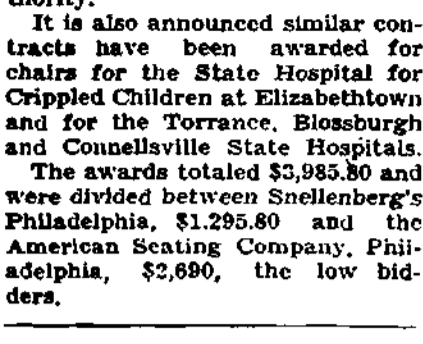 thority.
It is also announced similar con-
tracts have been awarded for
chairs for the State Hospital for
Crippled Children at Elizabethtown
and for the Torrance, Blossburgh
and Connellsville State Hospitals.
The awards totaled $3,985.80 and
were divided between Snellenberg's
Philadelphia, $1.295.80 and the
American Seating Company, Phil-
adelphia, $2,690, the low bid-
ders.